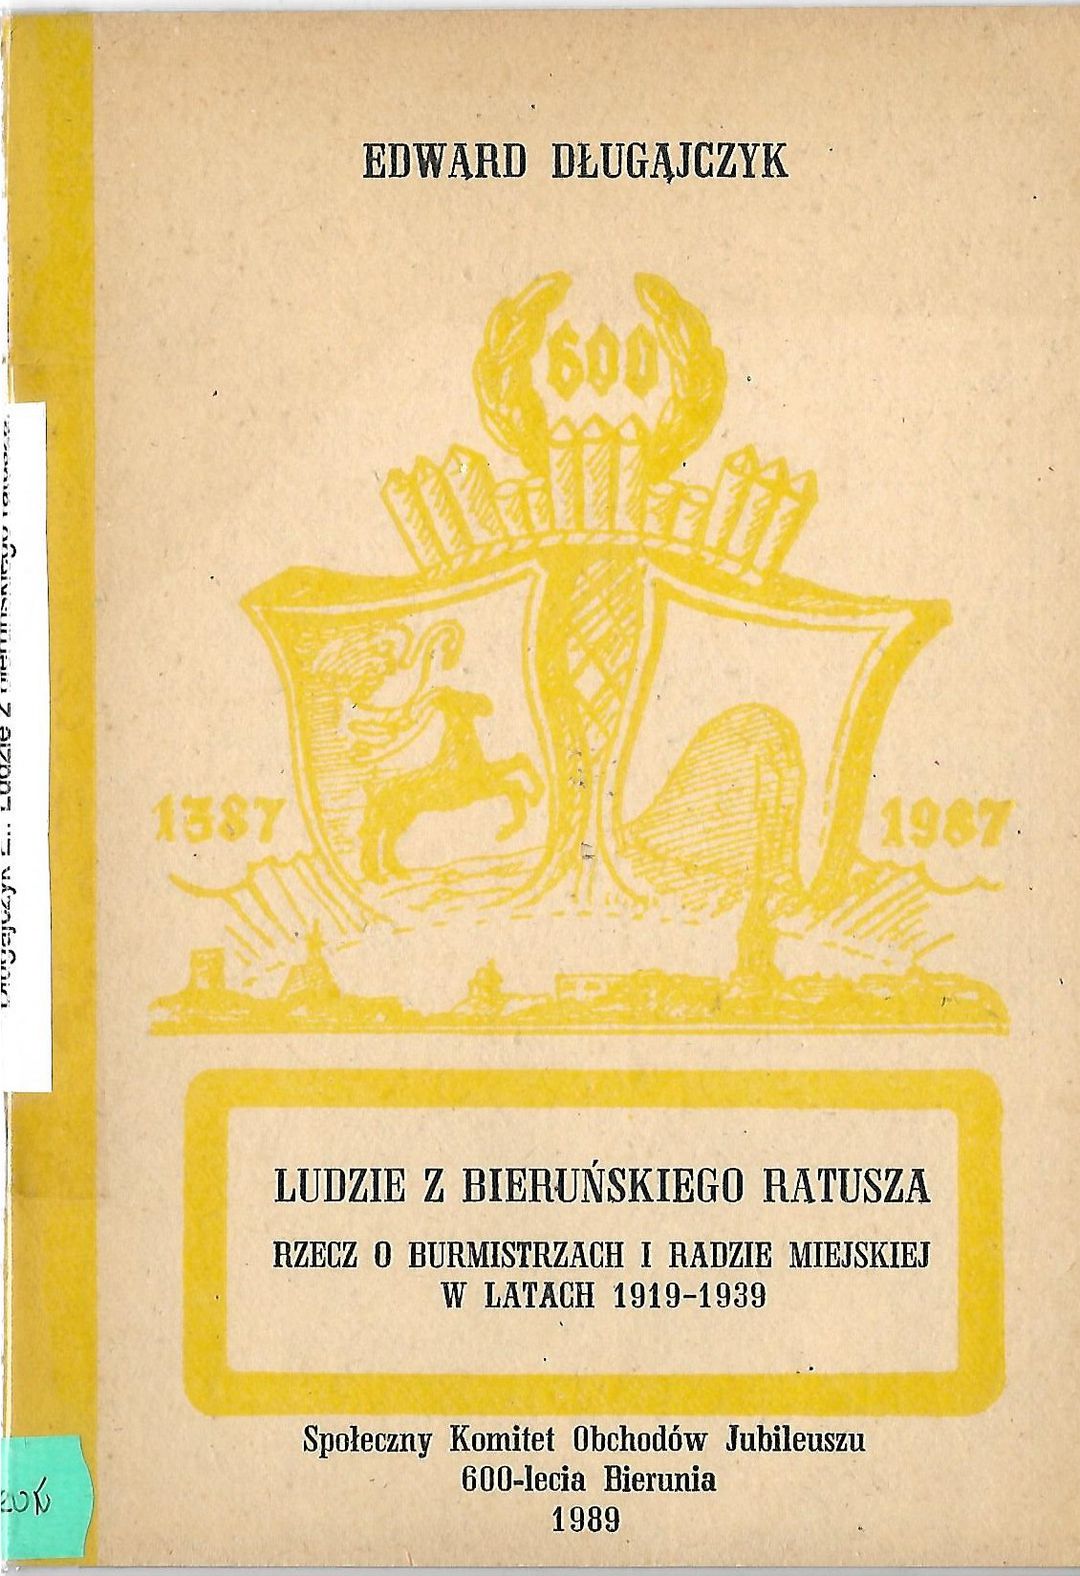 EDWARD DŁUGAJCZYK
600
1387
1987
LUDZIE Z BIERUŃSKIEGO RATUSZA
RZECZ O BURMISTRZACH I RADZIE MIEJSKIEJ
W LATACH 1919-1939
Społeczny Komitet Obchodów Jubileuszu
600-lecia Bierunia
1989
Długajczyk E.: Ludzie z bieruńskiego ratusza